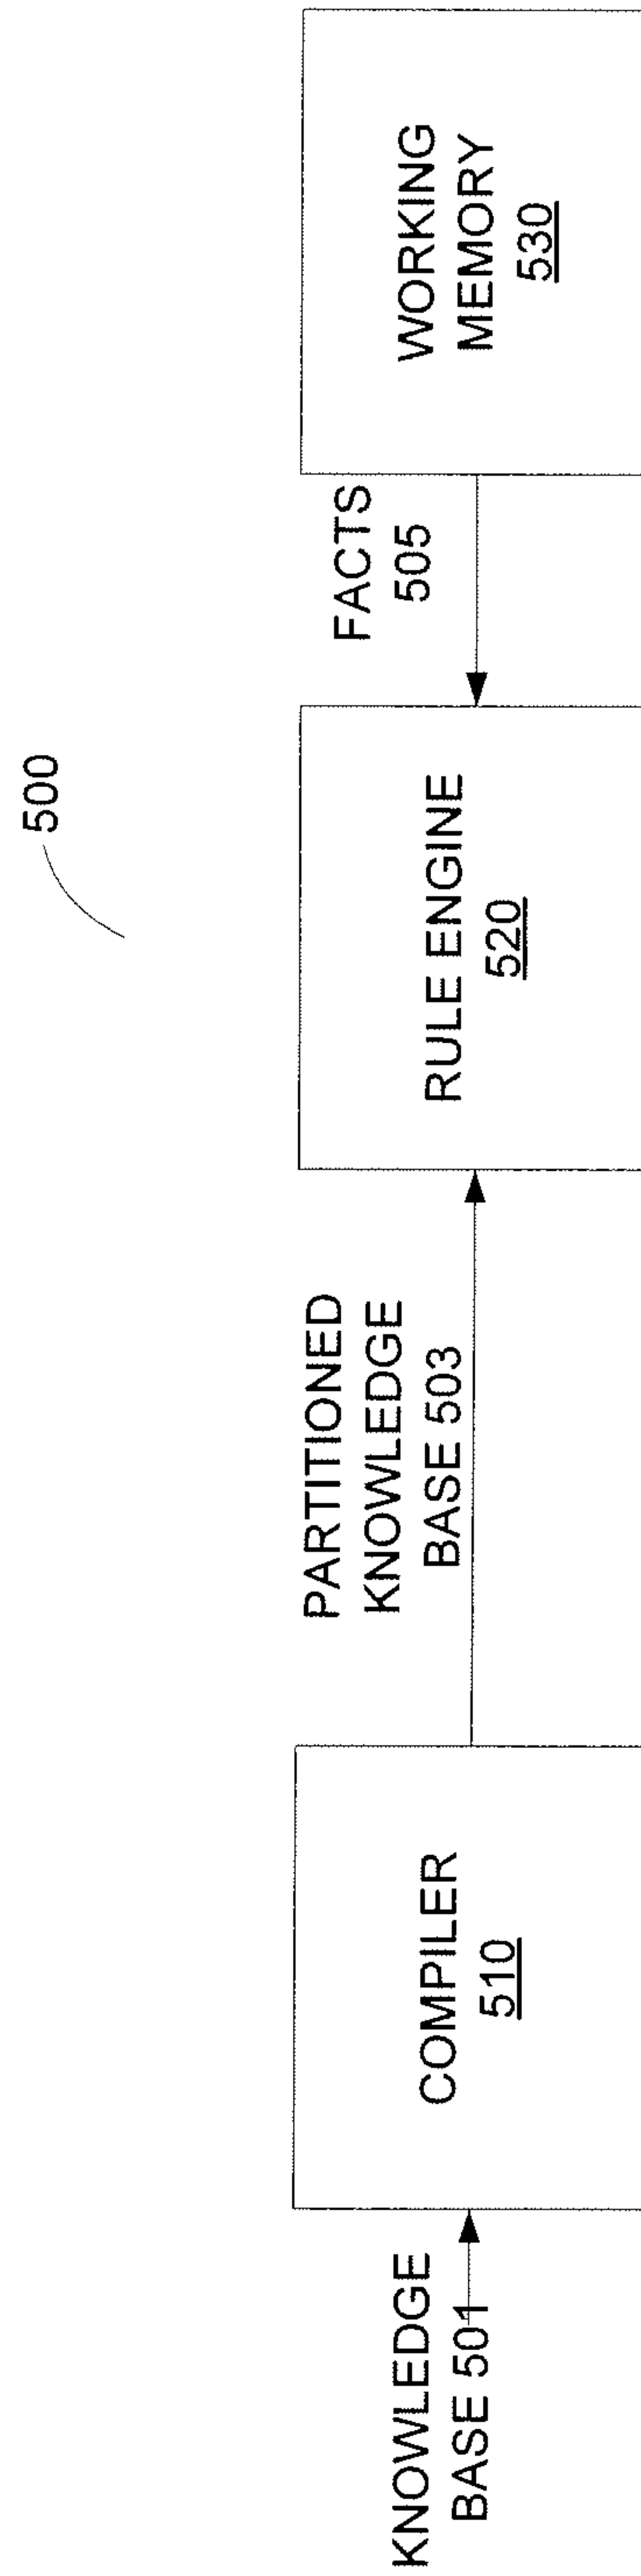 500
KNOWLEDGE
BASE 501
COMPILER
510
PARTITIONED
KNOWLEDGE
BASE 503
RULE ENGINE
520
FACTS
505
WORKING
MEMORY
530